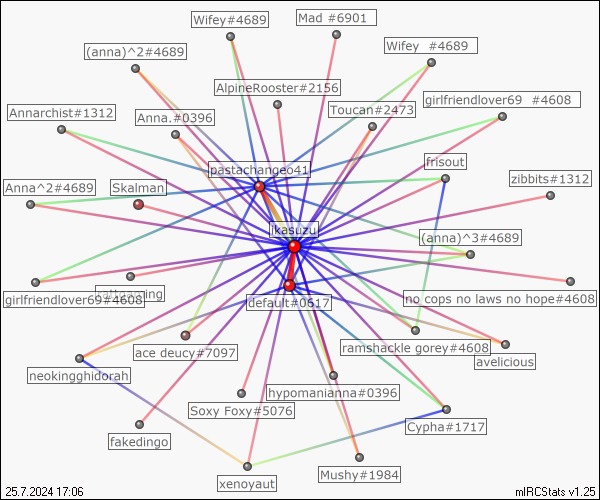 Wifey#4689
Mad #6901
(anna)^2#4689
Wifey #4689
AlpineRooster#2156
girlfriendlover69 #4608
Annarchist#1312
Anna.#0396
Toucan#2473
pastachangeo41
frisout
Anna^2#4689
Skalman
zibbits#1312
ikasuzu
(anna)^3#4689
girlfriendlover69#4608
default#0617
no cops no laws no hope#4608
ace deucy#7097
ramshackle gorey#4608
avelicious
neokingghidorah
hypomanianna#0396
Soxy Foxy#5076
Cypha#1717
fakedingo
xenoyaut
Mushy#1984
25.7.2024 17:06
mIRCStats v1.25